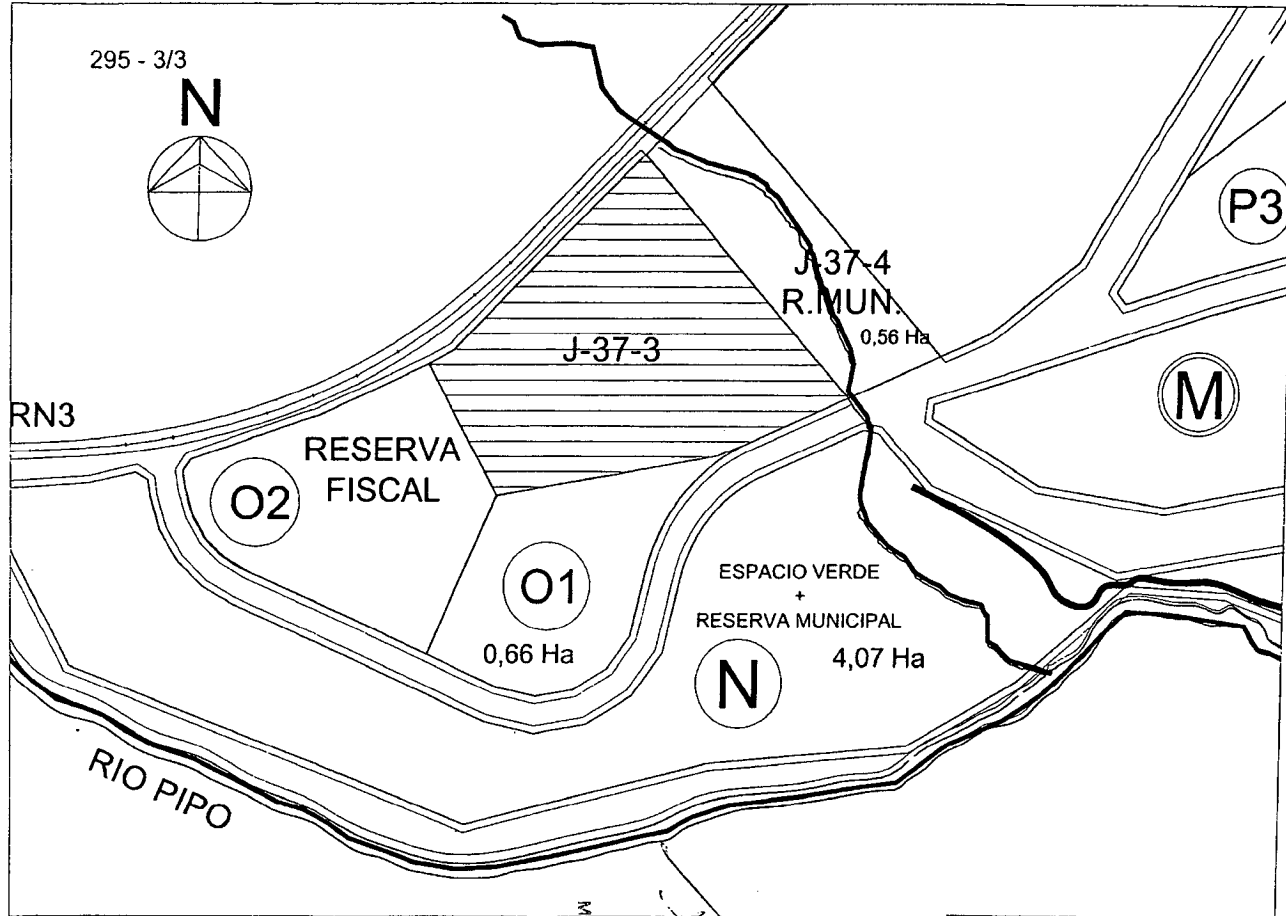 295 - 3/3
N
P3
J-37-4
R.MUN.
0,56 Ha
J-37-3
M
RN3
RESERVA
FISCAL
O2
O1
0,66 Ha
ESPACIO VERDE
+
RESERVA MUNICIPAL
4,07 Ha
N
RIO PIPO
M